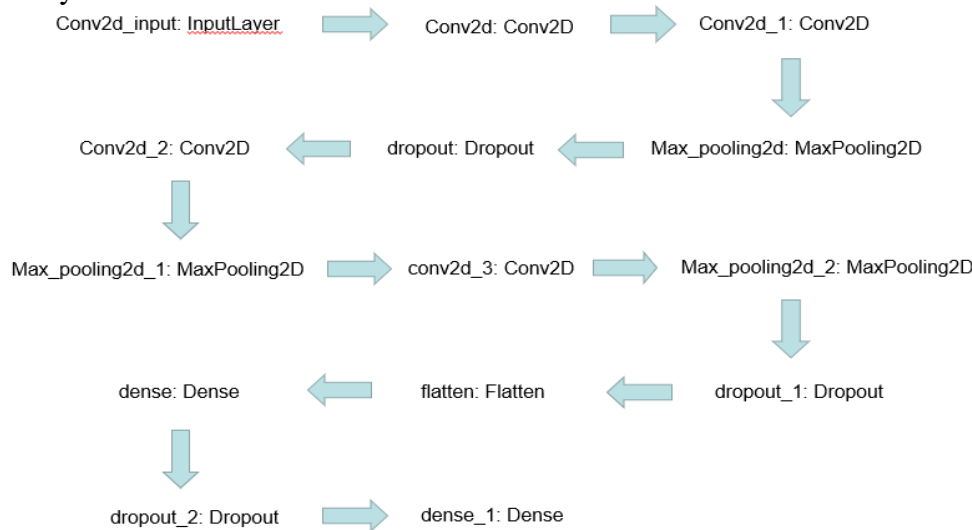 Conv2d_input: InputLayer
Conv2d: Conv2D
Conv2d_1: Conv2D
Max_pooling2d: MaxPooling2D
dropout: Dropout
Conv2d_2: Conv2D
Max_pooling2d_1: MaxPooling2D
conv2d_3: Conv2D
Max_pooling2d_2: MaxPooling2D
dropout_1: Dropout
flatten: Flatten
dense: Dense
dropout_2: Dropout
dense_1: Dense